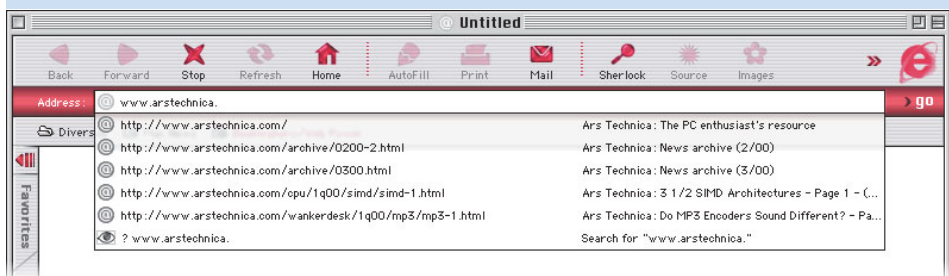 Untitled
Back Forward Stop Refresh Home AutoFill Print Mail Sherlock Source Images »
Address: www.arstechnica. go
Divers
http://www.arstechnica.com/ Ars Technica: The PC enthusiast's resource
http://www.arstechnica.com/archive/0200-2.html Ars Technica: News archive (2/00)
http://www.arstechnica.com/archive/0300.html Ars Technica: News archive (3/00)
http://www.arstechnica.com/cpu/1q00/simd/simd-1.html Ars Technica: 3 1/2 SIMD Architectures - Page 1 - (...
http://www.arstechnica.com/wankerdesk/1q00/mp3/mp3-1.html Ars Technica: Do MP3 Encoders Sound Different? - Pa...
? www.arstechnica. Search for "www.arstechnica."
Favorites